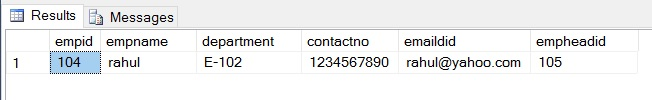 Results Messages
empid empname department contactno emaildid empheadid
1 104 rahul E-102 1234567890 rahul@yahoo.com 105